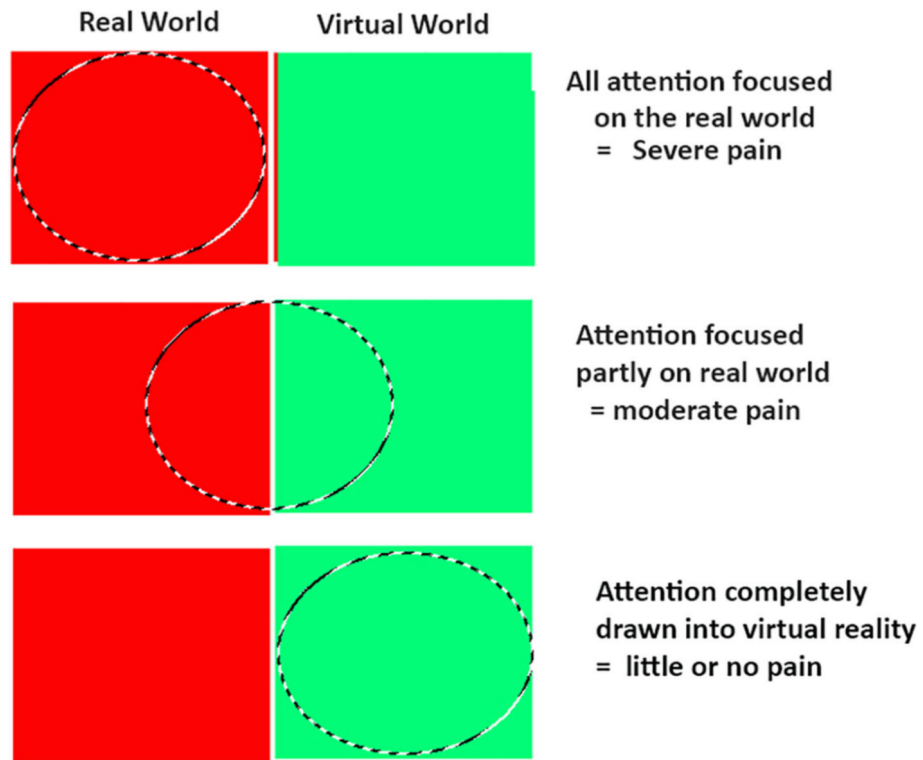 Real World
Virtual World
All attention focused
on the real world
= Severe pain
Attention focused
partly on real world
= moderate pain
Attention completely
drawn into virtual reality
= little or no pain